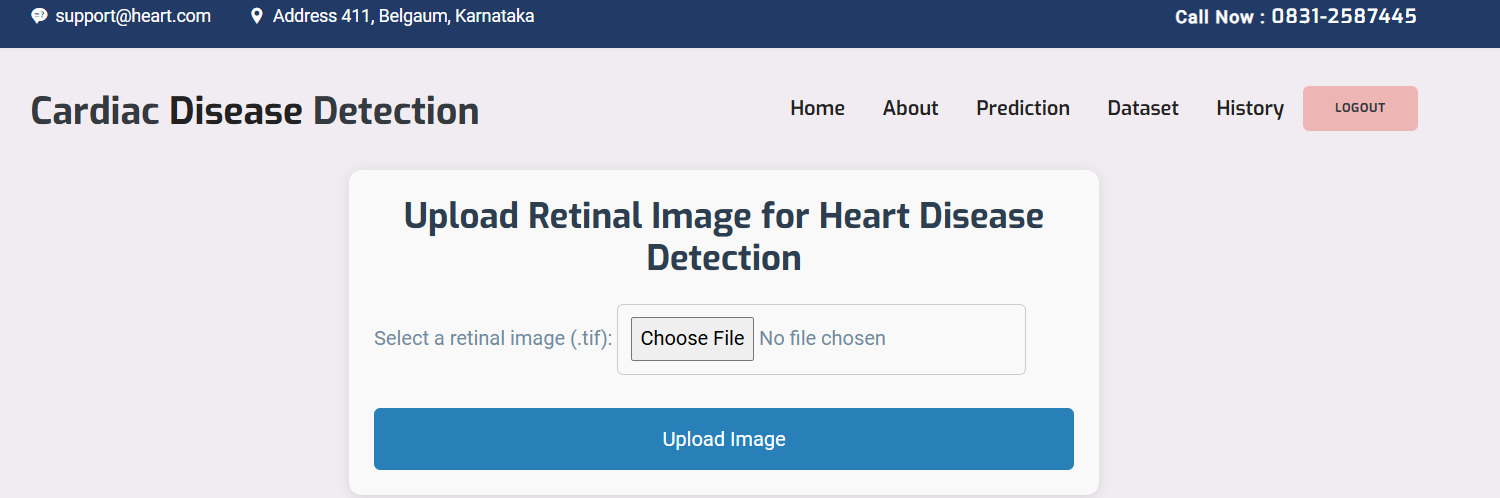 support@heart.com Address 411, Belgaum, Karnataka Call Now : 0831-2587445
Cardiac Disease Detection Home About Prediction Dataset History LOGOUT
Upload Retinal Image for Heart Disease
Detection
Select a retinal image (.tif): Choose File No file chosen
Upload Image